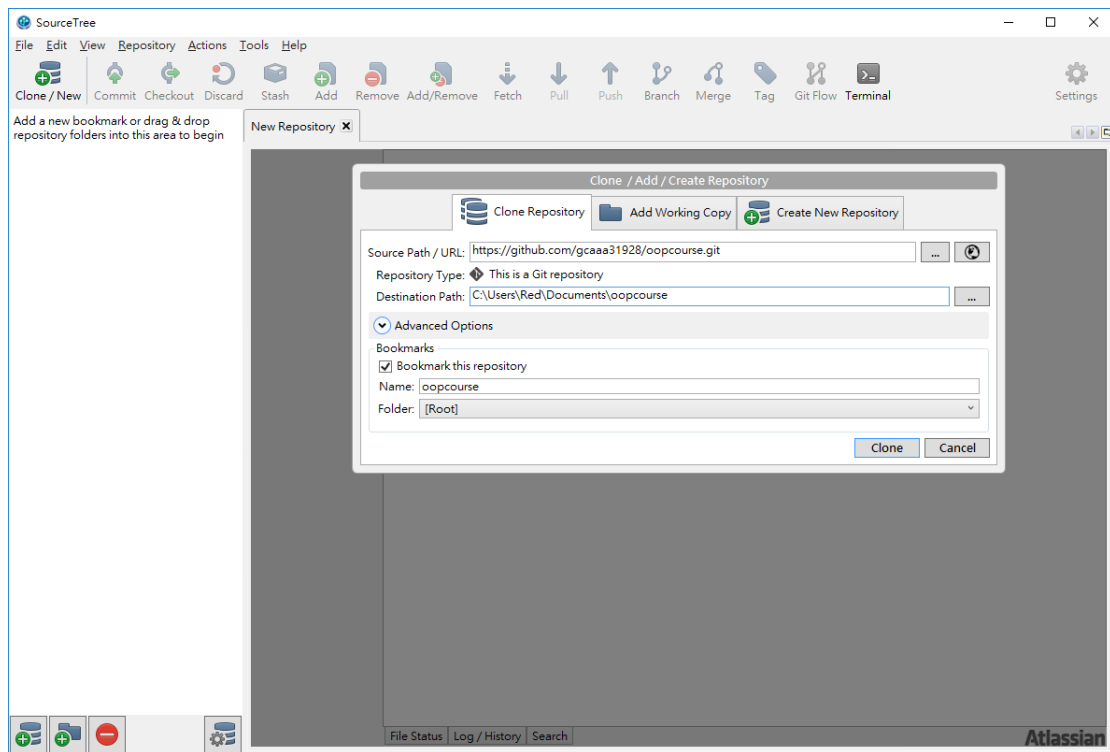 SourceTree
File Edit View Repository Actions Tools Help
Clone / New Commit Checkout Discard Stash Add Remove Add/Remove Fetch Pull Push Branch Merge Tag Git Flow Terminal Settings
Add a new bookmark or drag & drop
repository folders into this area to begin
New Repository
Clone / Add / Create Repository
Clone Repository Add Working Copy Create New Repository
Source Path / URL: https://github.com/gcaaa31928/oopcourse.git ...
Repository Type: This is a Git repository
Destination Path: C:\Users\Red\Documents\oopcourse ...
Advanced Options
Bookmarks
Bookmark this repository
Name: oopcourse
Folder: [Root]
Clone Cancel
File Status Log / History Search
Atlassian